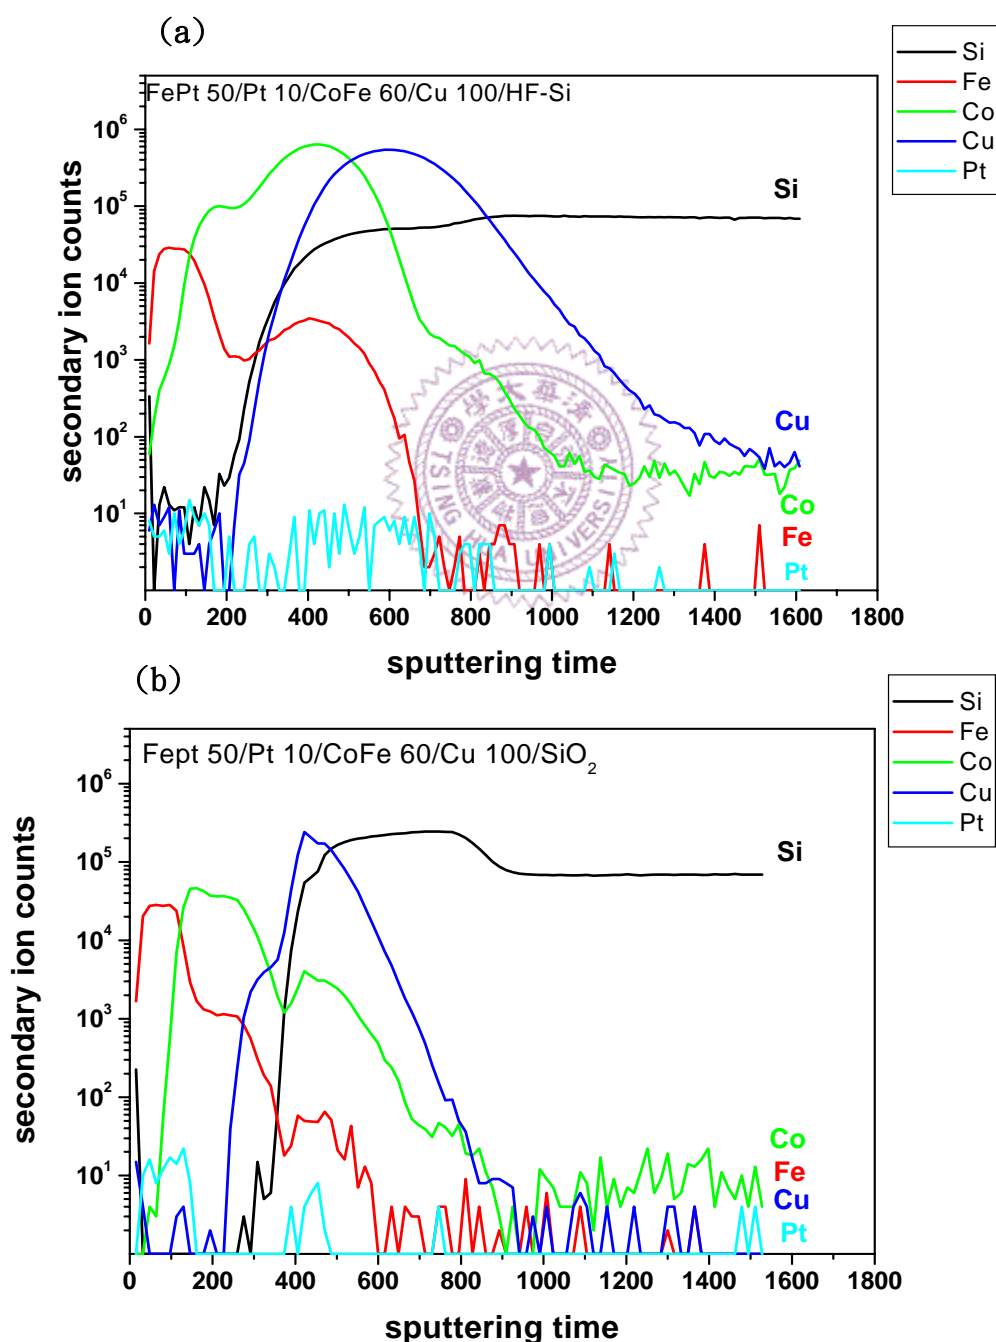 (a)
FePt 50/Pt 10/CoFe 60/Cu 100/HF-Si
Si
Fe
Co
Cu
Pt
10^6
10^5
10^4
10^3
10^2
10^1
secondary ion counts
Si
Cu
Co
Fe
Pt
TSING HUA UNIVERSITY
0 200 400 600 800 1000 1200 1400 1600 1800
sputtering time
(b)
Fept 50/Pt 10/CoFe 60/Cu 100/SiO₂
Si
Fe
Co
Cu
Pt
10^6
10^5
10^4
10^3
10^2
10^1
secondary ion counts
Si
Co
Fe
Cu
Pt
0 200 400 600 800 1000 1200 1400 1600 1800
sputtering time